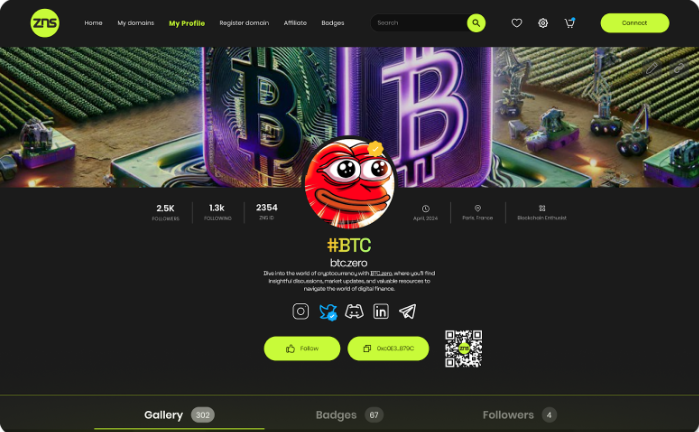 zns
Home My domains My Profile Register domain Affiliate Badges Search Connect
2.5K 1.3k 2354
FOLLOWERS FOLLOWING ZNS ID April, 2024 Paris, France Blockchain Enthusist
#BTC
btc.zero
Dive into the world of cryptocurrency with BTC.zero, where you'll find
insightful discussions, market updates, and valuable resources to
navigate the world of digital finance.
Follow
zns
Gallery 302 Badges 67 Followers 4